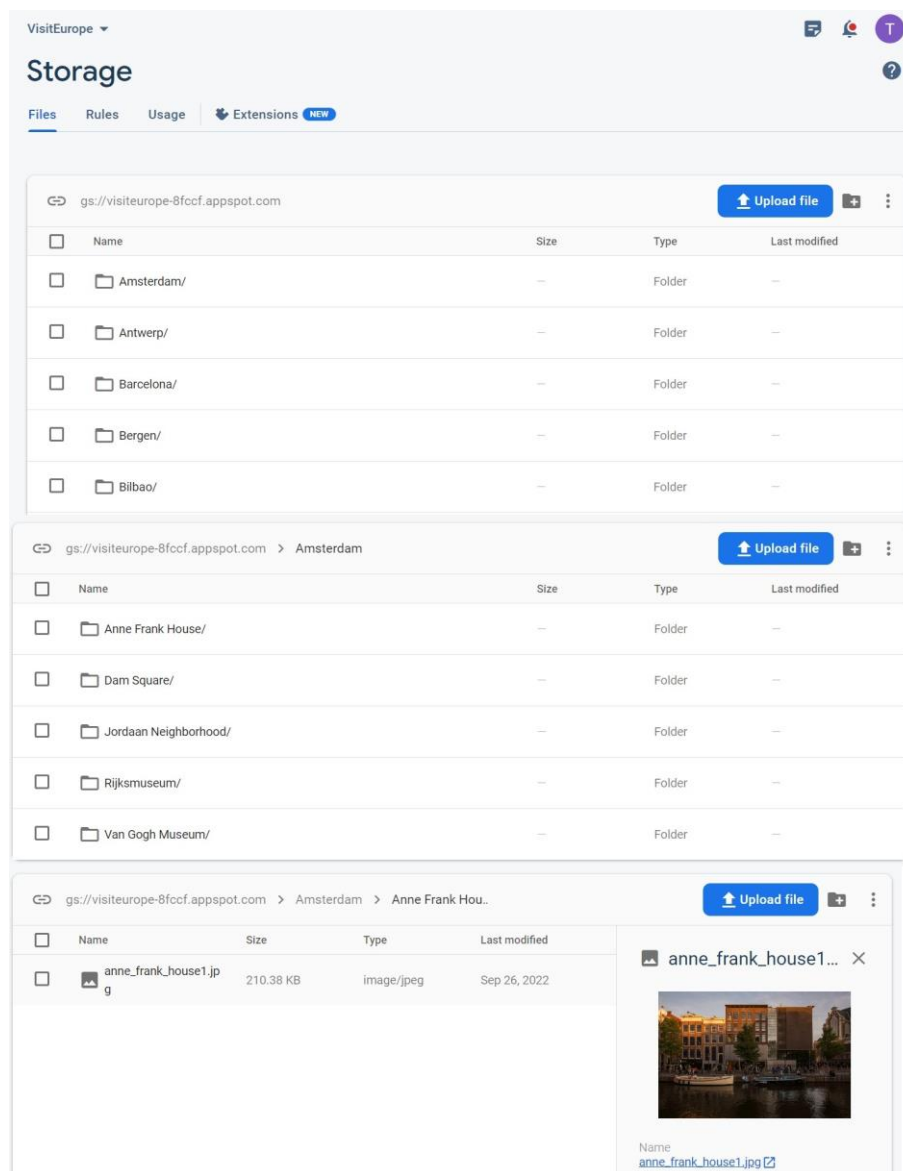 VisitEurope
T
Storage
Files Rules Usage Extensions NEW
gs://visiteurope-8fccf.appspot.com Upload file
Name Size Type Last modified
Amsterdam/ — Folder —
Antwerp/ — Folder —
Barcelona/ — Folder —
Bergen/ — Folder —
Bilbao/ — Folder —
gs://visiteurope-8fccf.appspot.com > Amsterdam Upload file
Name Size Type Last modified
Anne Frank House/ — Folder —
Dam Square/ — Folder —
Jordaan Neighborhood/ — Folder —
Rijksmuseum/ — Folder —
Van Gogh Museum/ — Folder —
gs://visiteurope-8fccf.appspot.com > Amsterdam > Anne Frank Hou.. Upload file
Name Size Type Last modified
anne_frank_house1.jp
g
210.38 KB image/jpeg Sep 26, 2022
anne_frank_house1...
Name
anne_frank_house1.jpg